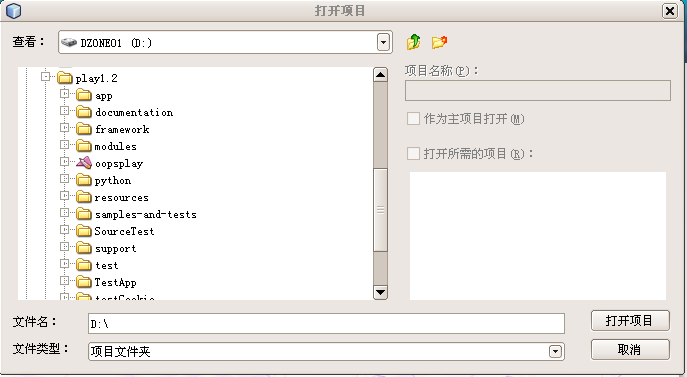 打开项目
查看：
DZONE01 (D:)
play1.2
app
documentation
framework
modules
oopsplay
python
resources
samples-and-tests
SourceTest
support
test
TestApp
testCookie
项目名称(P)：
作为主项目打开(M)
打开所需的项目(R)：
文件名：
D:\
打开项目
文件类型：
项目文件夹
取消